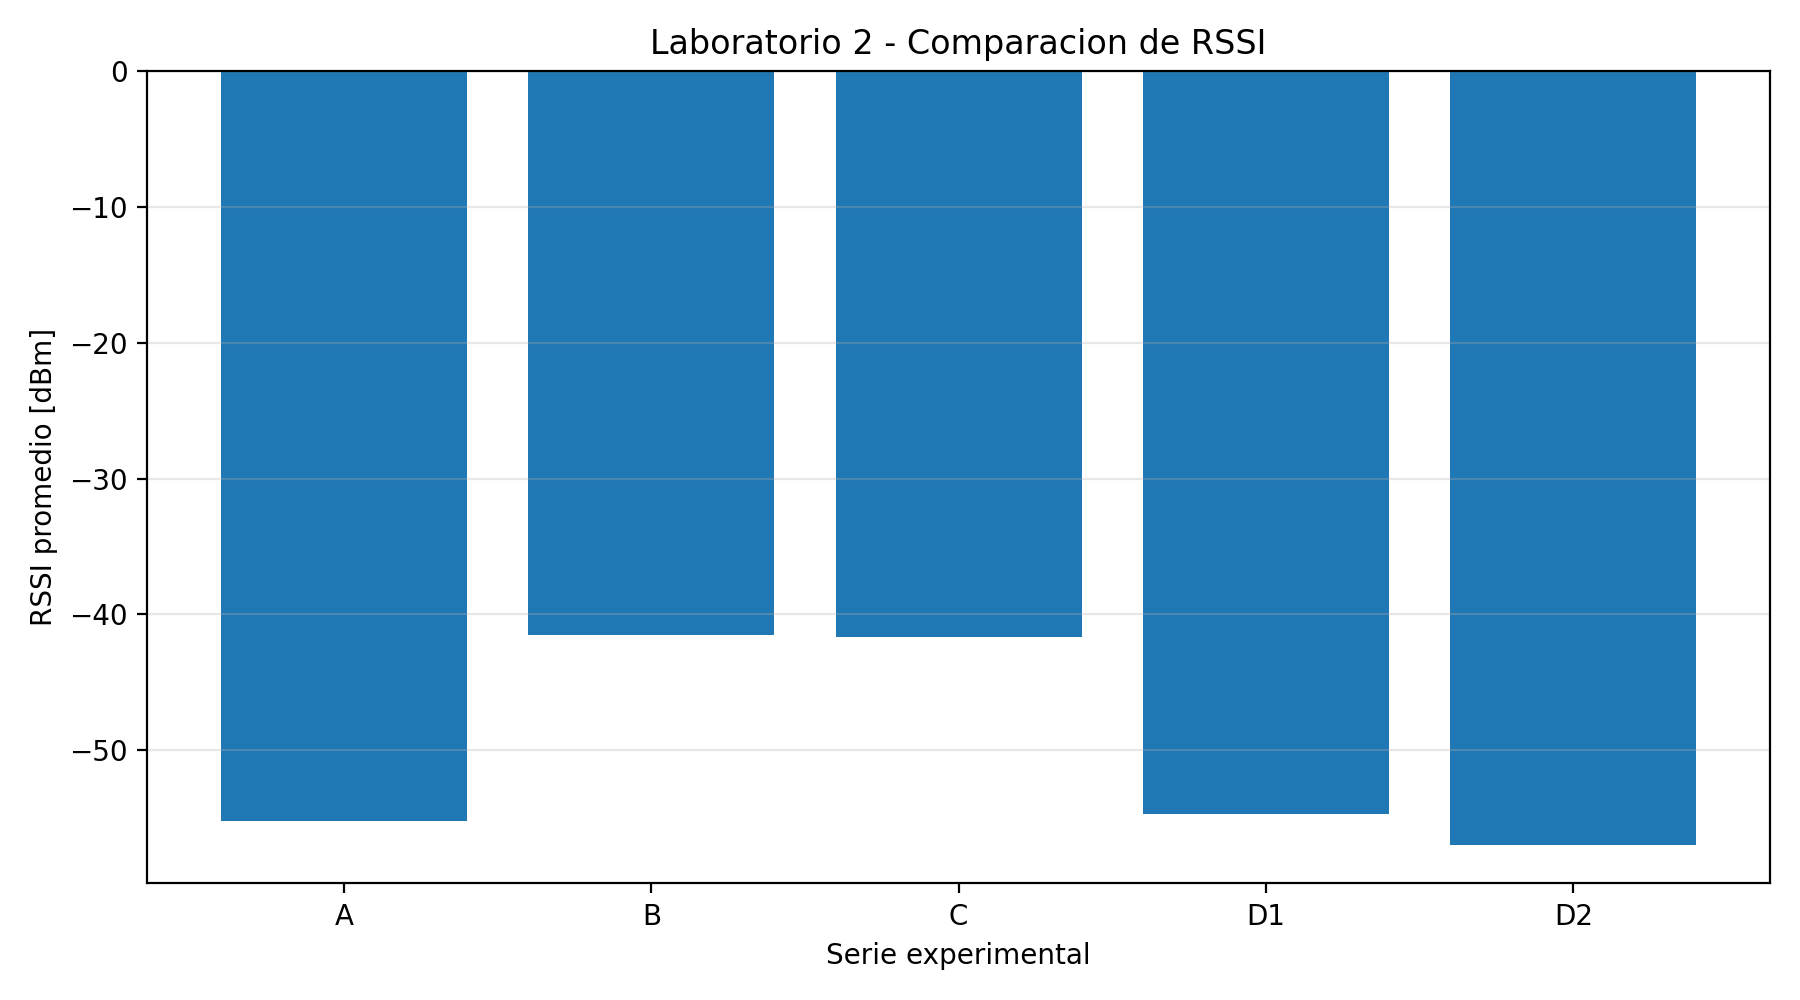 Laboratorio 2 - Comparacion de RSSI
0
−10
−20
−30
−40
−50
RSSI promedio [dBm]
A
B
C
D1
D2
Serie experimental